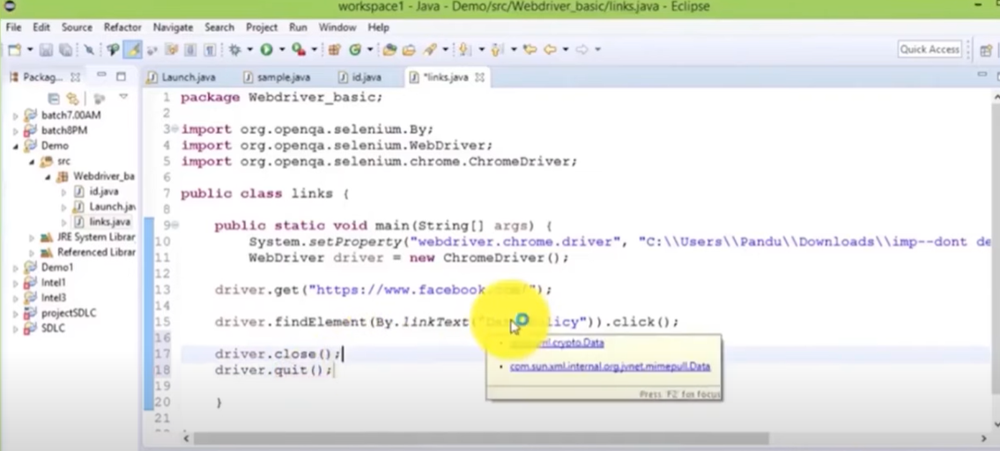 workspace1 - Java - Demo/src/Webdriver_basic/links.java - Eclipse
File Edit Source Refactor Navigate Search Project Run Window Help
Quick Access
Packag...
Launch.java sample.java id.java *links.java
batch7.00AM
batch8PM
Demo
src
Webdriver_ba
id.java
Launch.jav
links.java
JRE System Librar
Referenced Librar
Demo1
Intel1
Intel3
projectSDLC
SDLC
1 package Webdriver_basic;
2
3 import org.openqa.selenium.By;
4 import org.openqa.selenium.WebDriver;
5 import org.openqa.selenium.chrome.ChromeDriver;
6
7 public class links {
8
9 public static void main(String[] args) {
10 System.setProperty("webdriver.chrome.driver", "C:\\Users\\Pandu\\Downloads\\imp--dont de
11 WebDriver driver = new ChromeDriver();
12
13 driver.get("https://www.facebook.com/");
14
15 driver.findElement(By.linkText("Data Policy")).click();
16
17 driver.close();
18 driver.quit();
19
20 }
21
com.sun.xml.internal.org.jvnet.mimepull.Data
Press 'F2' for focus